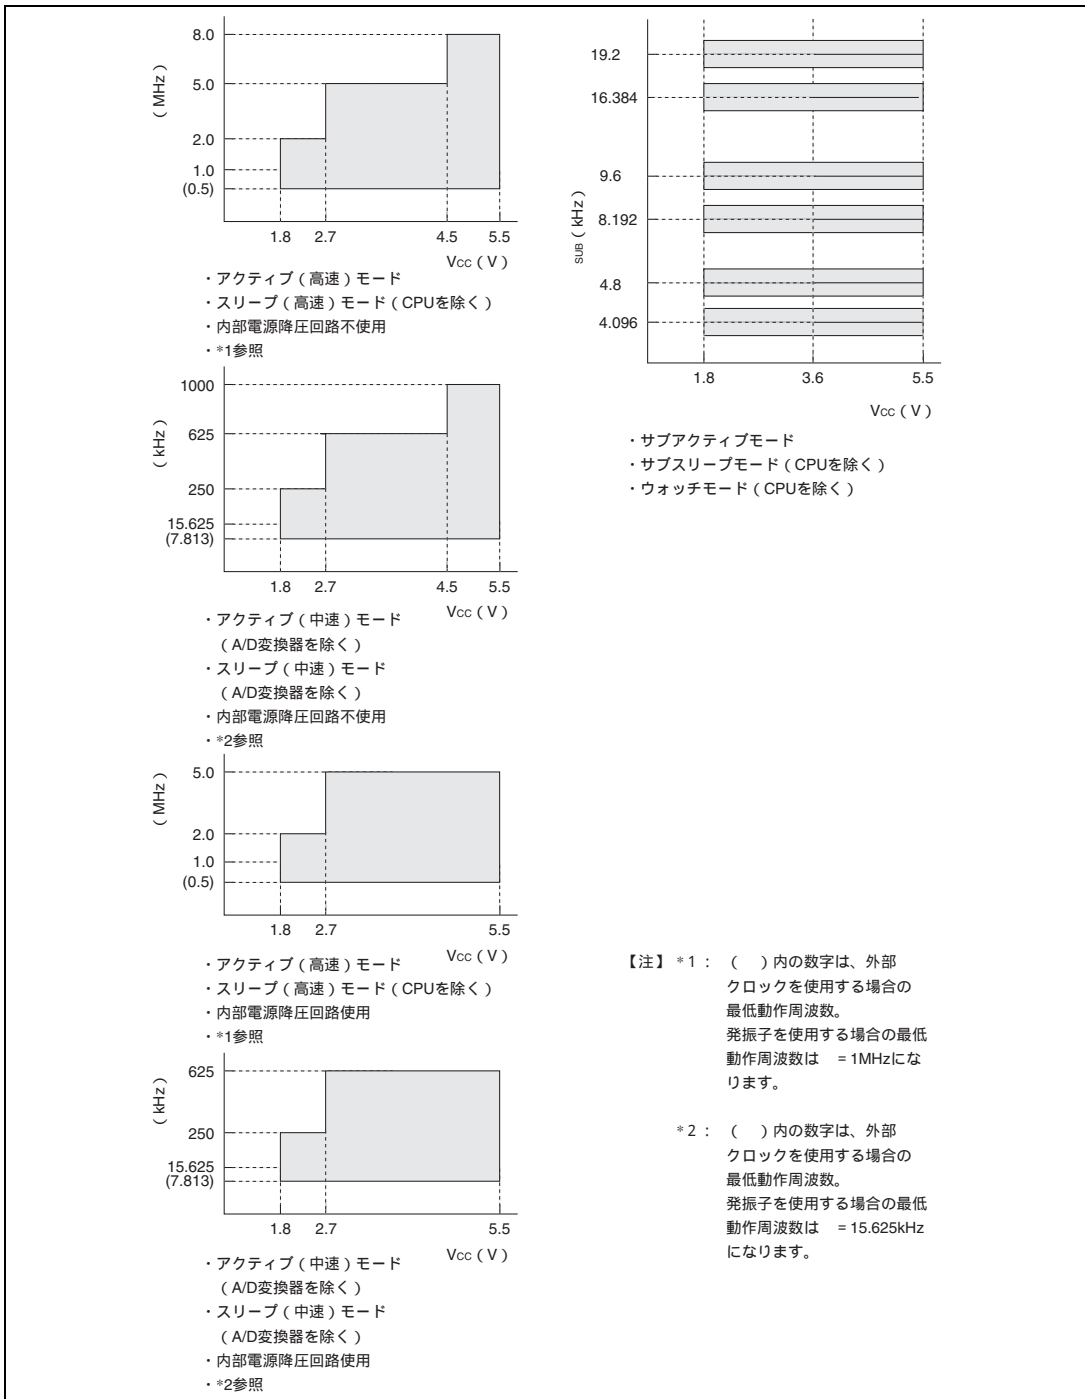 8.0
5.0
2.0
1.0
(0.5)
(MHz)
1.8 2.7 4.5 5.5
Vcc(V)
・アクティブ(高速)モード
・スリープ(高速)モード(CPUを除く)
・内部電源降圧回路不使用
・*1参照
1000
625
250
15.625
(7.813)
(kHz)
1.8 2.7 4.5 5.5
Vcc(V)
・アクティブ(中速)モード
(A/D変換器を除く)
・スリープ(中速)モード
(A/D変換器を除く)
・内部電源降圧回路不使用
・*2参照
5.0
2.0
1.0
(0.5)
(MHz)
1.8 2.7 5.5
Vcc(V)
・アクティブ(高速)モード
・スリープ(高速)モード(CPUを除く)
・内部電源降圧回路使用
・*1参照
625
250
15.625
(7.813)
(kHz)
1.8 2.7 5.5
Vcc(V)
・アクティブ(中速)モード
(A/D変換器を除く)
・スリープ(中速)モード
(A/D変換器を除く)
・内部電源降圧回路使用
・*2参照
19.2
16.384
9.6
8.192
4.8
4.096
SUB(kHz)
1.8 3.6 5.5
Vcc(V)
・サブアクティブモード
・サブスリープモード(CPUを除く)
・ウォッチモード(CPUを除く)
【注】 *1: ( )内の数字は、外部
クロックを使用する場合の
最低動作周波数。
発振子を使用する場合の最低
動作周波数は =1MHzにな
ります。
*2: ( )内の数字は、外部
クロックを使用する場合の
最低動作周波数。
発振子を使用する場合の最低
動作周波数は =15.625kHz
になります。